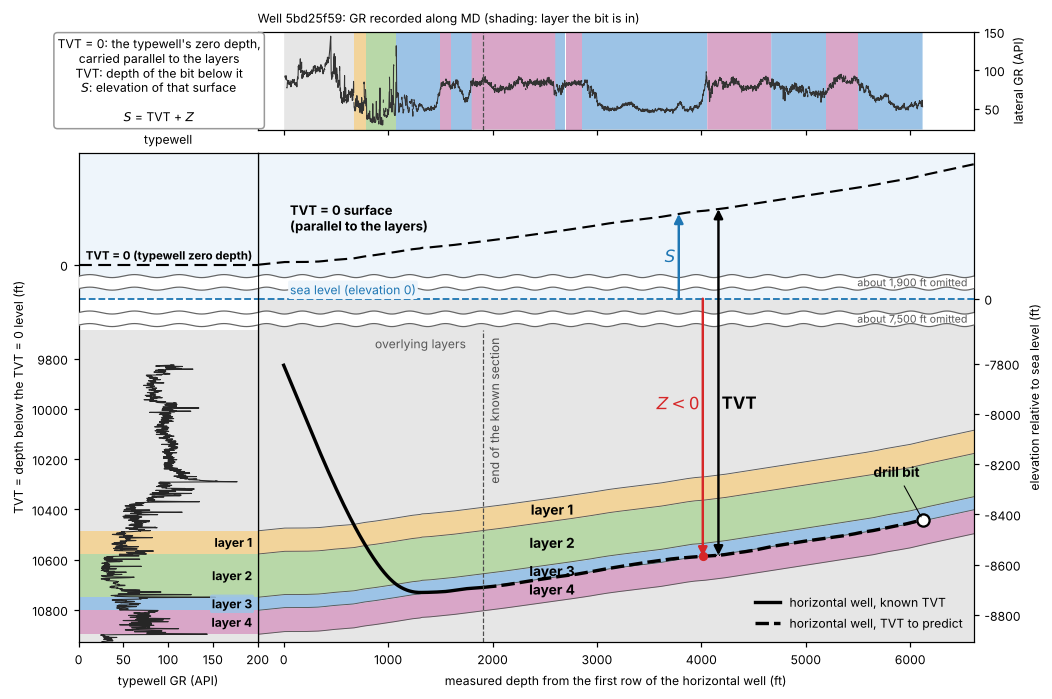 Well 5bd25f59: GR recorded along MD (shading: layer the bit is in)
TVT = 0: the typewell's zero depth,
carried parallel to the layers
TVT: depth of the bit below it
S: elevation of that surface
S = TVT + Z
150
100
50
lateral GR (API)
typewell
TVT = 0 surface
(parallel to the layers)
TVT = 0 (typewell zero depth)
0
S
about 1,900 ft omitted
sea level (elevation 0)
0
about 7,500 ft omitted
overlying layers
end of the known section
Z < 0
TVT
drill bit
TVT = depth below the TVT = 0 level (ft)
9800
10000
10200
10400
10600
10800
elevation relative to sea level (ft)
−7800
−8000
−8200
−8400
−8600
−8800
layer 1
layer 2
layer 3
layer 4
layer 1
layer 2
layer 3
layer 4
horizontal well, known TVT
horizontal well, TVT to predict
0 50 100 150 200
0 1000 2000 3000 4000 5000 6000
typewell GR (API)
measured depth from the first row of the horizontal well (ft)